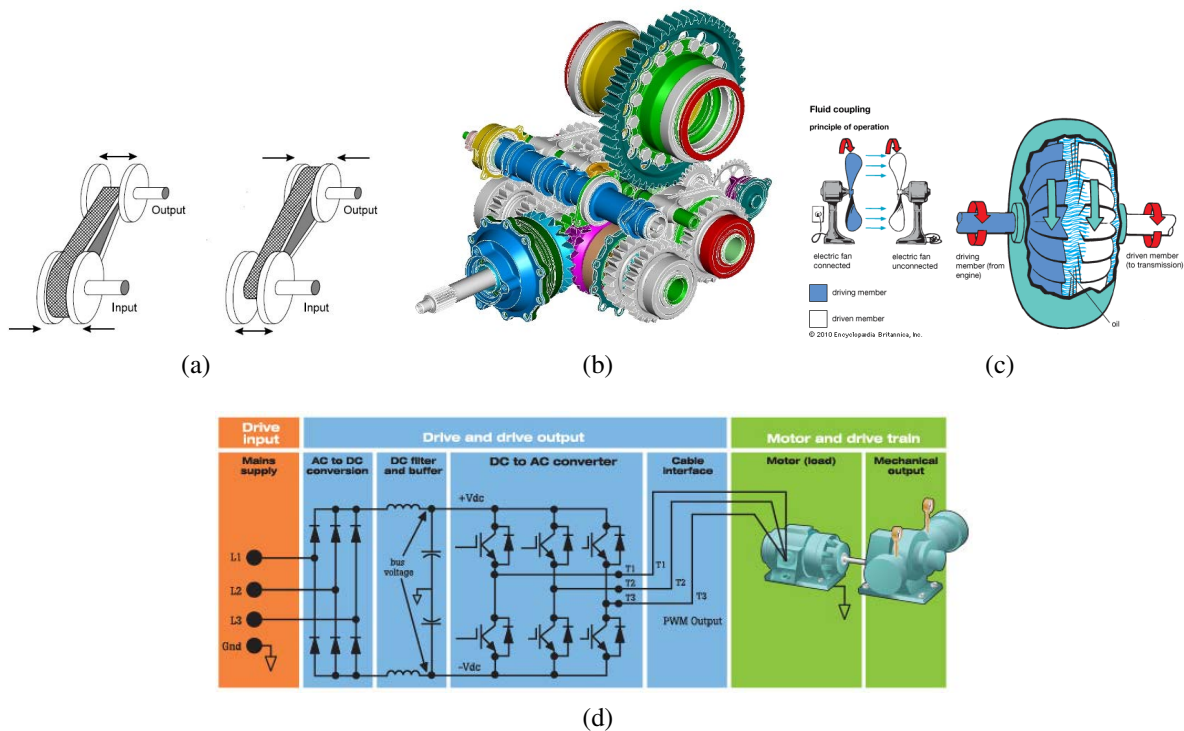 Output
Input
Output
Input
(a)
(b)
Fluid coupling
principle of operation
electric fan
connected
electric fan
unconnected
driving member
driven member
© 2010 Encyclopædia Britannica, Inc.
driving
member (from
engine)
driven member
(to transmission)
oil
(c)
Drive
input
Drive and drive output
Motor and drive train
Mains
supply
AC to DC
conversion
DC filter
and buffer
DC to AC converter
Cable
interface
Motor (load)
Mechanical
output
+Vdc
L1
L2
L3
Gnd
bus
voltage
T1
T2
T3
T1
T2
T3
PWM Output
-Vdc
(d)